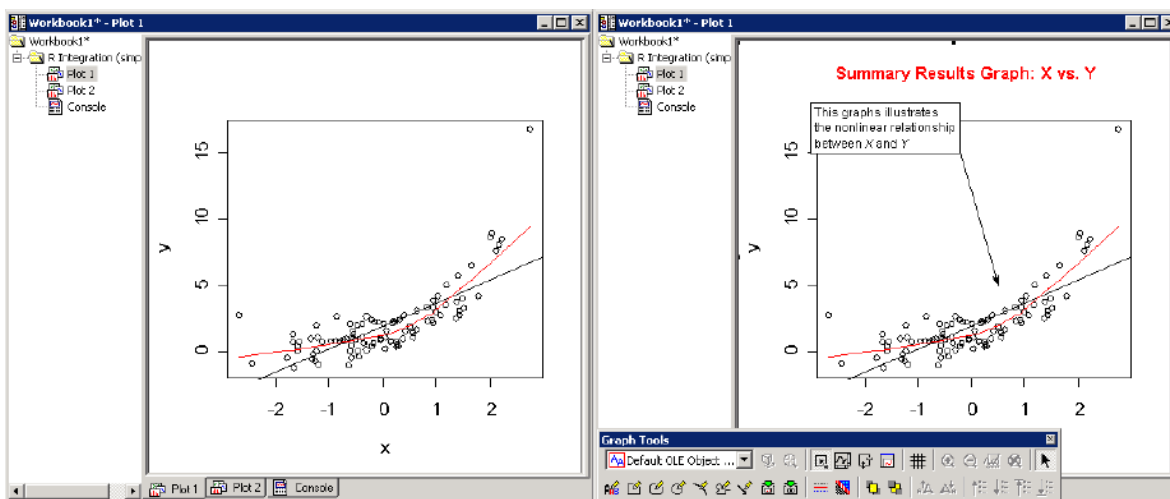 Workbook1* - Plot 1
Workbook1*
R Integration (simp
Plot 1
Plot 2
Console
15
10
5
0
y
-2
-1
0
1
2
x
Plot 1
Plot 2
Console
Workbook1* - Plot 1
Workbook1*
R Integration (simp
Plot 1
Plot 2
Console
Summary Results Graph: X vs. Y
This graphs illustrates
the nonlinear relationship
between X and Y
15
10
5
0
y
-2
-1
0
1
2
Graph Tools
Default OLE Object ...